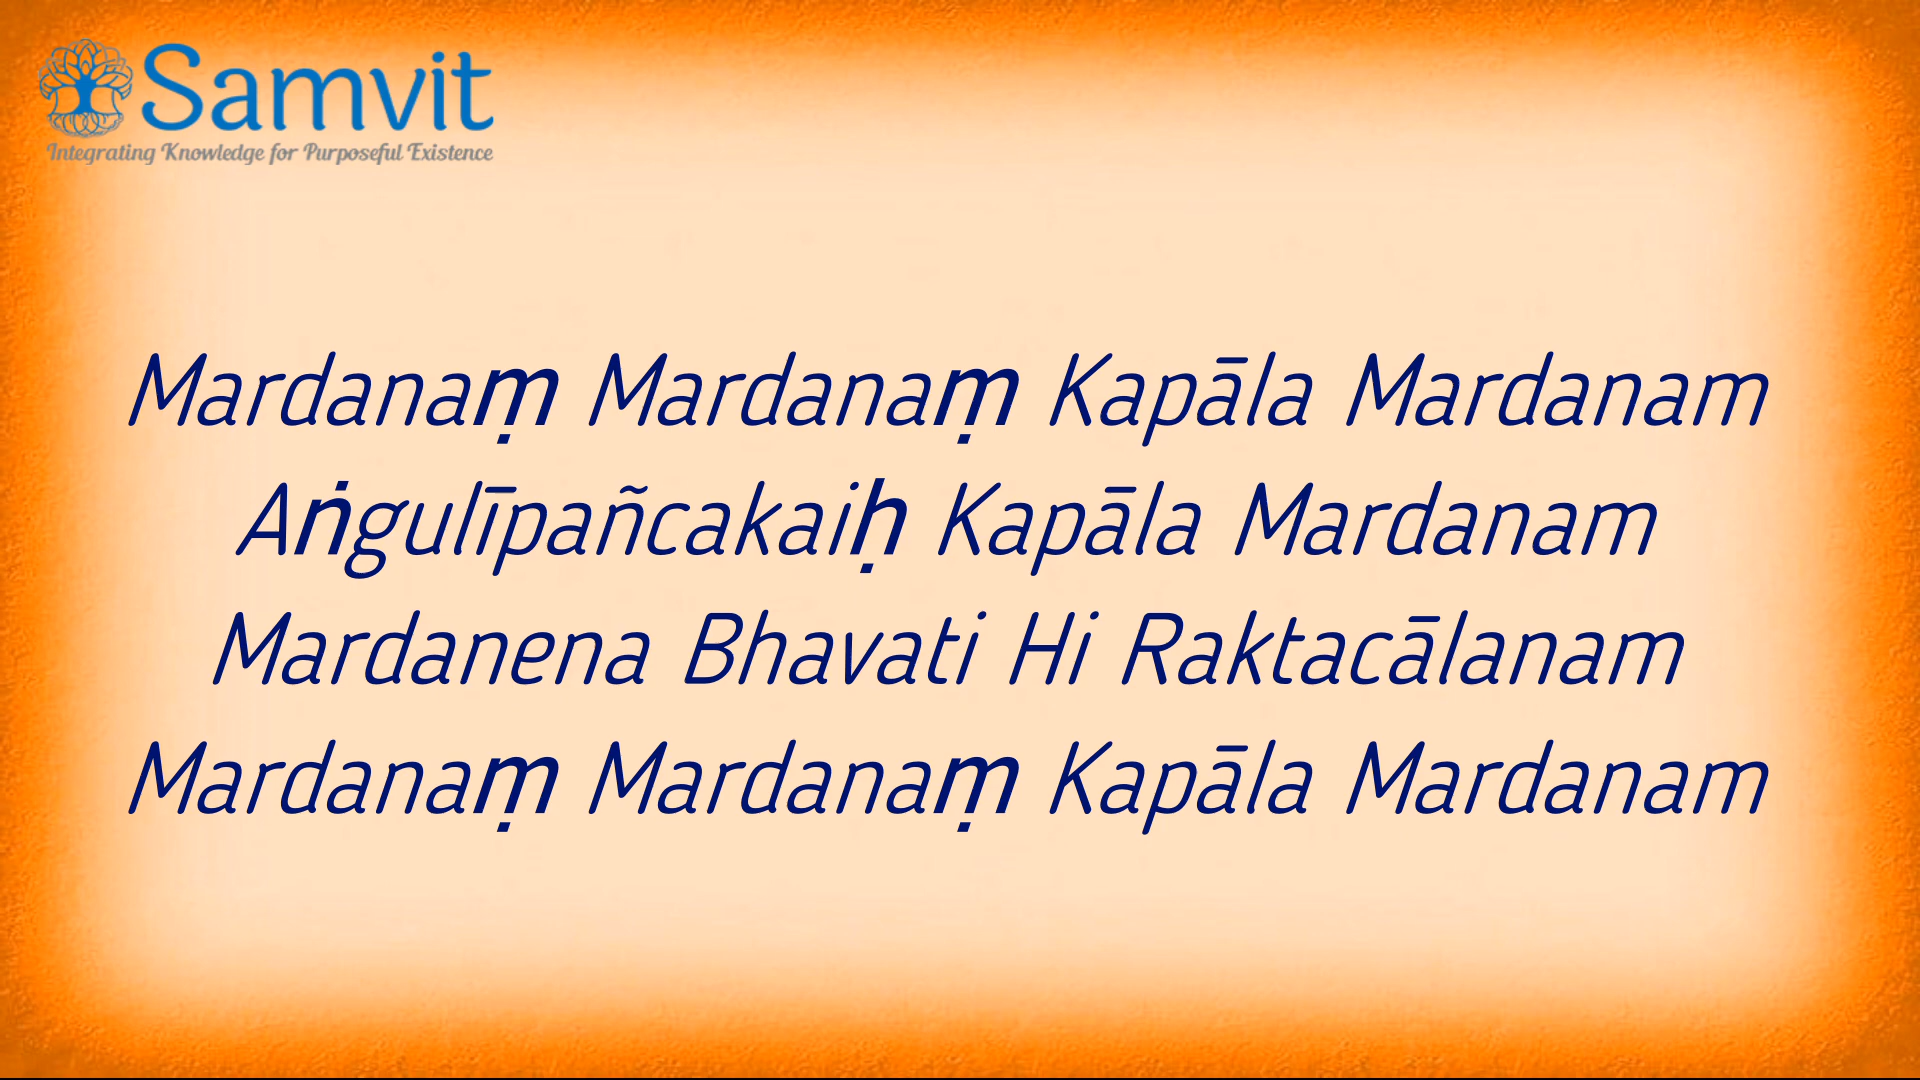 Samvit
Integrating Knowledge for Purposeful Existence
Mardanaṃ Mardanaṃ Kapāla Mardanam
Aṅgulīpañcakaiḥ Kapāla Mardanam
Mardanena Bhavati Hi Raktacālanam
Mardanaṃ Mardanaṃ Kapāla Mardanam